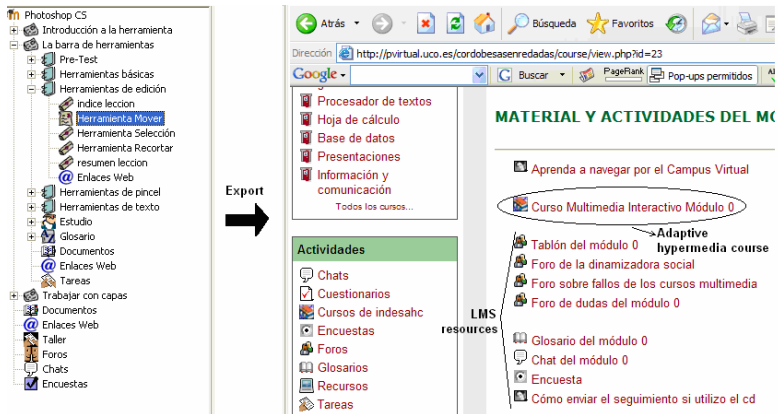 Photoshop CS
Introducción a la herramienta
La barra de herramientas
Pre-Test
Herramientas básicas
Herramientas de edición
indice leccion
Herramienta Mover
Herramienta Selección
Herramienta Recortar
resumen leccion
Enlaces Web
Herramientas de pincel
Herramientas de texto
Estudio
Glosario
Documentos
Enlaces Web
Tareas
Trabajar con capas
Documentos
Enlaces Web
Taller
Foros
Chats
Encuestas
Export
Atrás
Búsqueda
Favoritos
Dirección
http://pvirtual.uco.es/cordobesasenredadas/course/view.php?id=23
Google
G Buscar
PageRank
Pop-ups permitidos
Procesador de textos
Hoja de cálculo
Base de datos
Presentaciones
Información y
comunicación
Todos los cursos...
Actividades
Chats
Cuestionarios
Cursos de indesahc
Encuestas
Foros
Glosarios
Recursos
Tareas
MATERIAL Y ACTIVIDADES DEL MO
Aprenda a navegar por el Campus Virtual
Curso Multimedia Interactivo Módulo 0
Adaptive
hypermedia course
Tablón del módulo 0
Foro de la dinamizadora social
Foro sobre fallos de los cursos multimedia
Foro de dudas del módulo 0
LMS
resources
Glosario del módulo 0
Chat del módulo 0
Encuesta
Cómo enviar el seguimiento si utilizo el cd